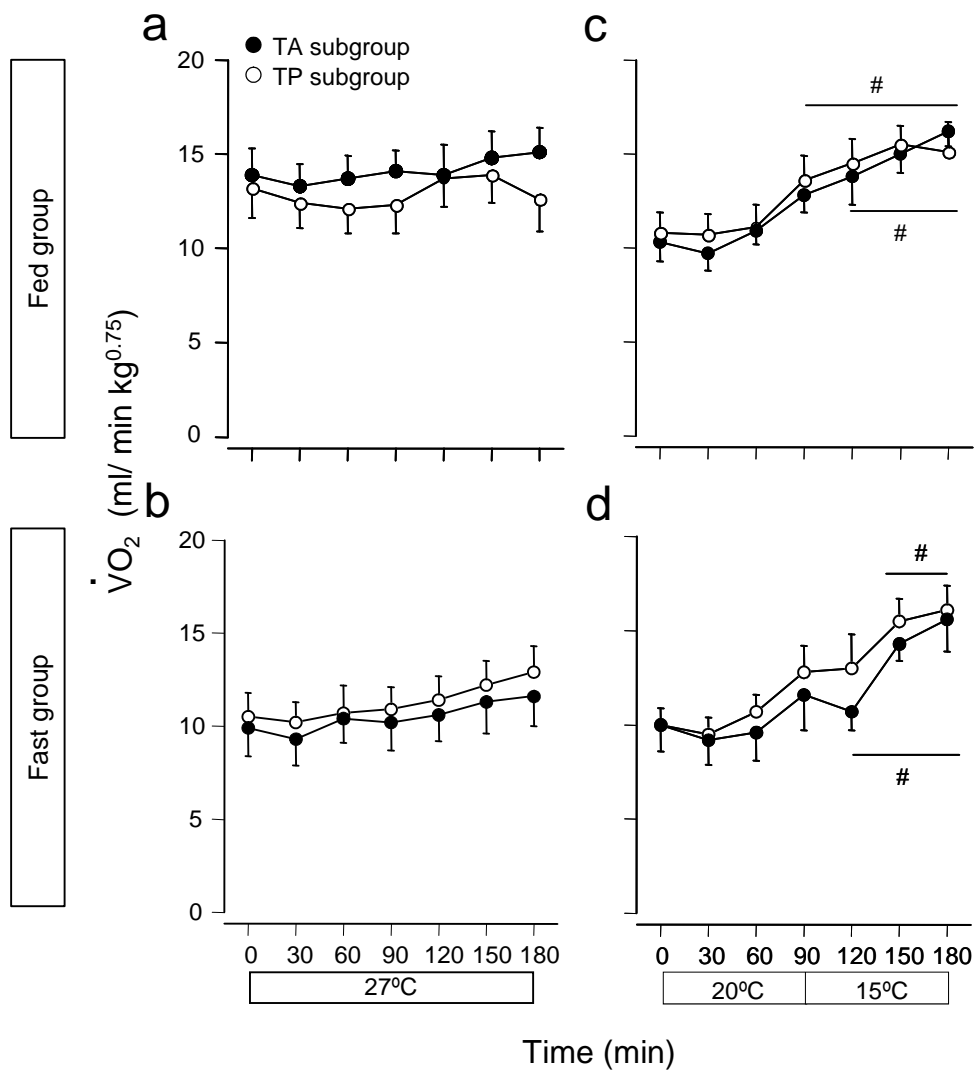 a
TA subgroup
TP subgroup
20
15
10
5
0
c
#
#
Fed group
V̇O₂ (ml/ min kg⁰·⁷⁵)
b
20
15
10
5
0
0 30 60 90 120 150 180
27ºC
d
#
#
0 30 60 90 120 150 180
20ºC 15ºC
Fast group
Time (min)